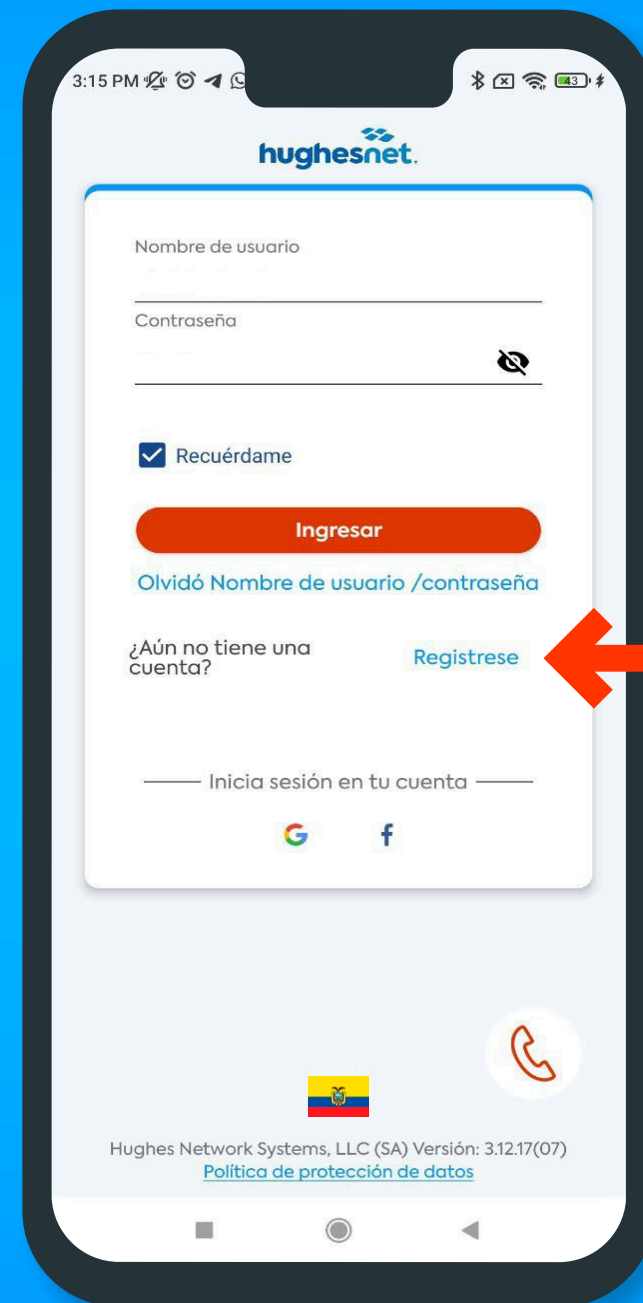 3:15 PM
43
hughesnet.
Nombre de usuario
Contraseña
Recuérdame
Ingresar
Olvidó Nombre de usuario /contraseña
¿Aún no tiene una
cuenta?
Registrese
Inicia sesión en tu cuenta
Hughes Network Systems, LLC (SA) Versión: 3.12.17(07)
Política de protección de datos